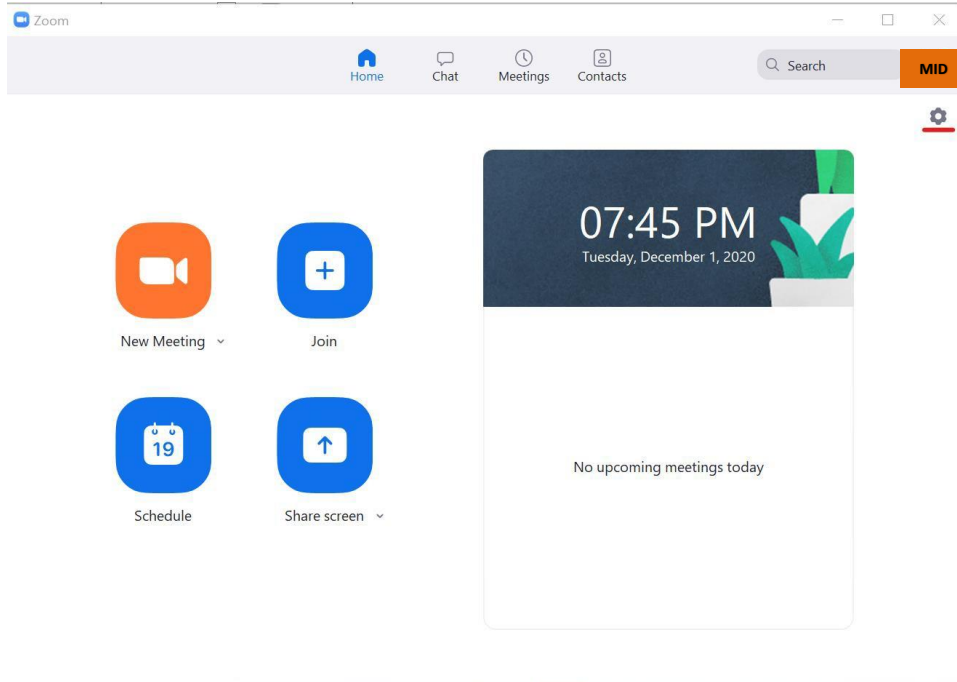 Zoom
Home Chat Meetings Contacts Search MID
07:45 PM
Tuesday, December 1, 2020
New Meeting Join
19
Schedule Share screen
No upcoming meetings today